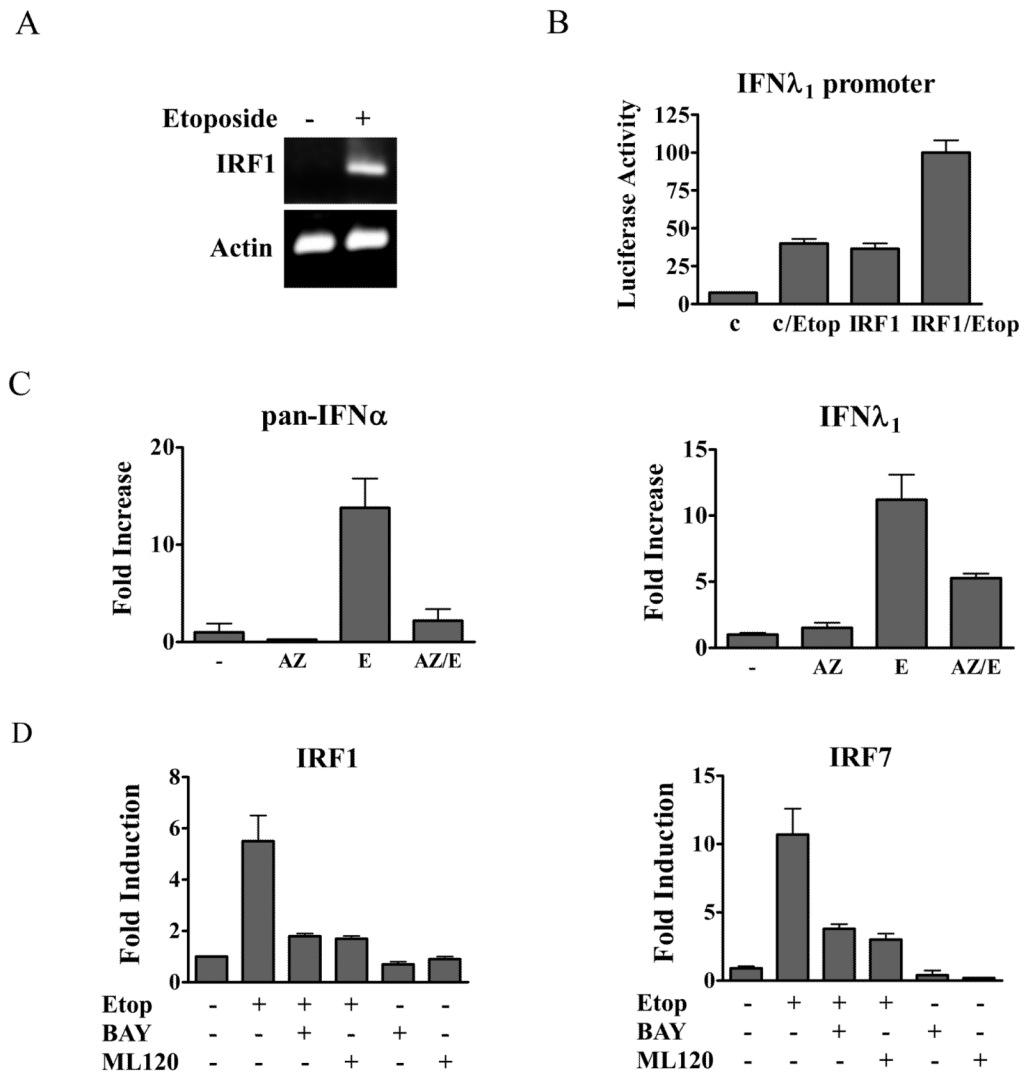 A
Etoposide - +
IRF1
Actin
B
IFNλ1 promoter
Luciferase Activity
125
100
75
50
25
0
c c/Etop IRF1 IRF1/Etop
C
pan-IFNα
Fold Increase
20
10
0
- AZ E AZ/E
IFNλ1
Fold Increase
15
10
5
0
- AZ E AZ/E
D
IRF1
Fold Induction
8
6
4
2
0
Etop - + + + - -
BAY - - + - + -
ML120 - - - + - +
IRF7
Fold Induction
15
10
5
0
Etop - + + + - -
BAY - - + - + -
ML120 - - - + - +